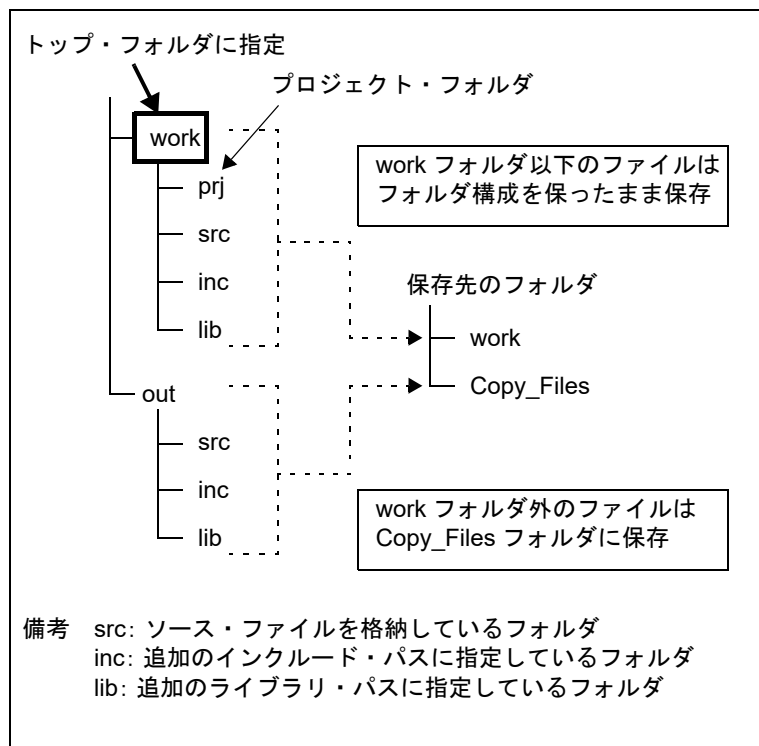 トップ・フォルダに指定
プロジェクト・フォルダ
work
prj
src
inc
lib
out
src
inc
lib
work フォルダ以下のファイルは
フォルダ構成を保ったまま保存
保存先のフォルダ
work
Copy_Files
work フォルダ外のファイルは
Copy_Files フォルダに保存
備考 src: ソース・ファイルを格納しているフォルダ
inc: 追加のインクルード・パスに指定しているフォルダ
lib: 追加のライブラリ・パスに指定しているフォルダ